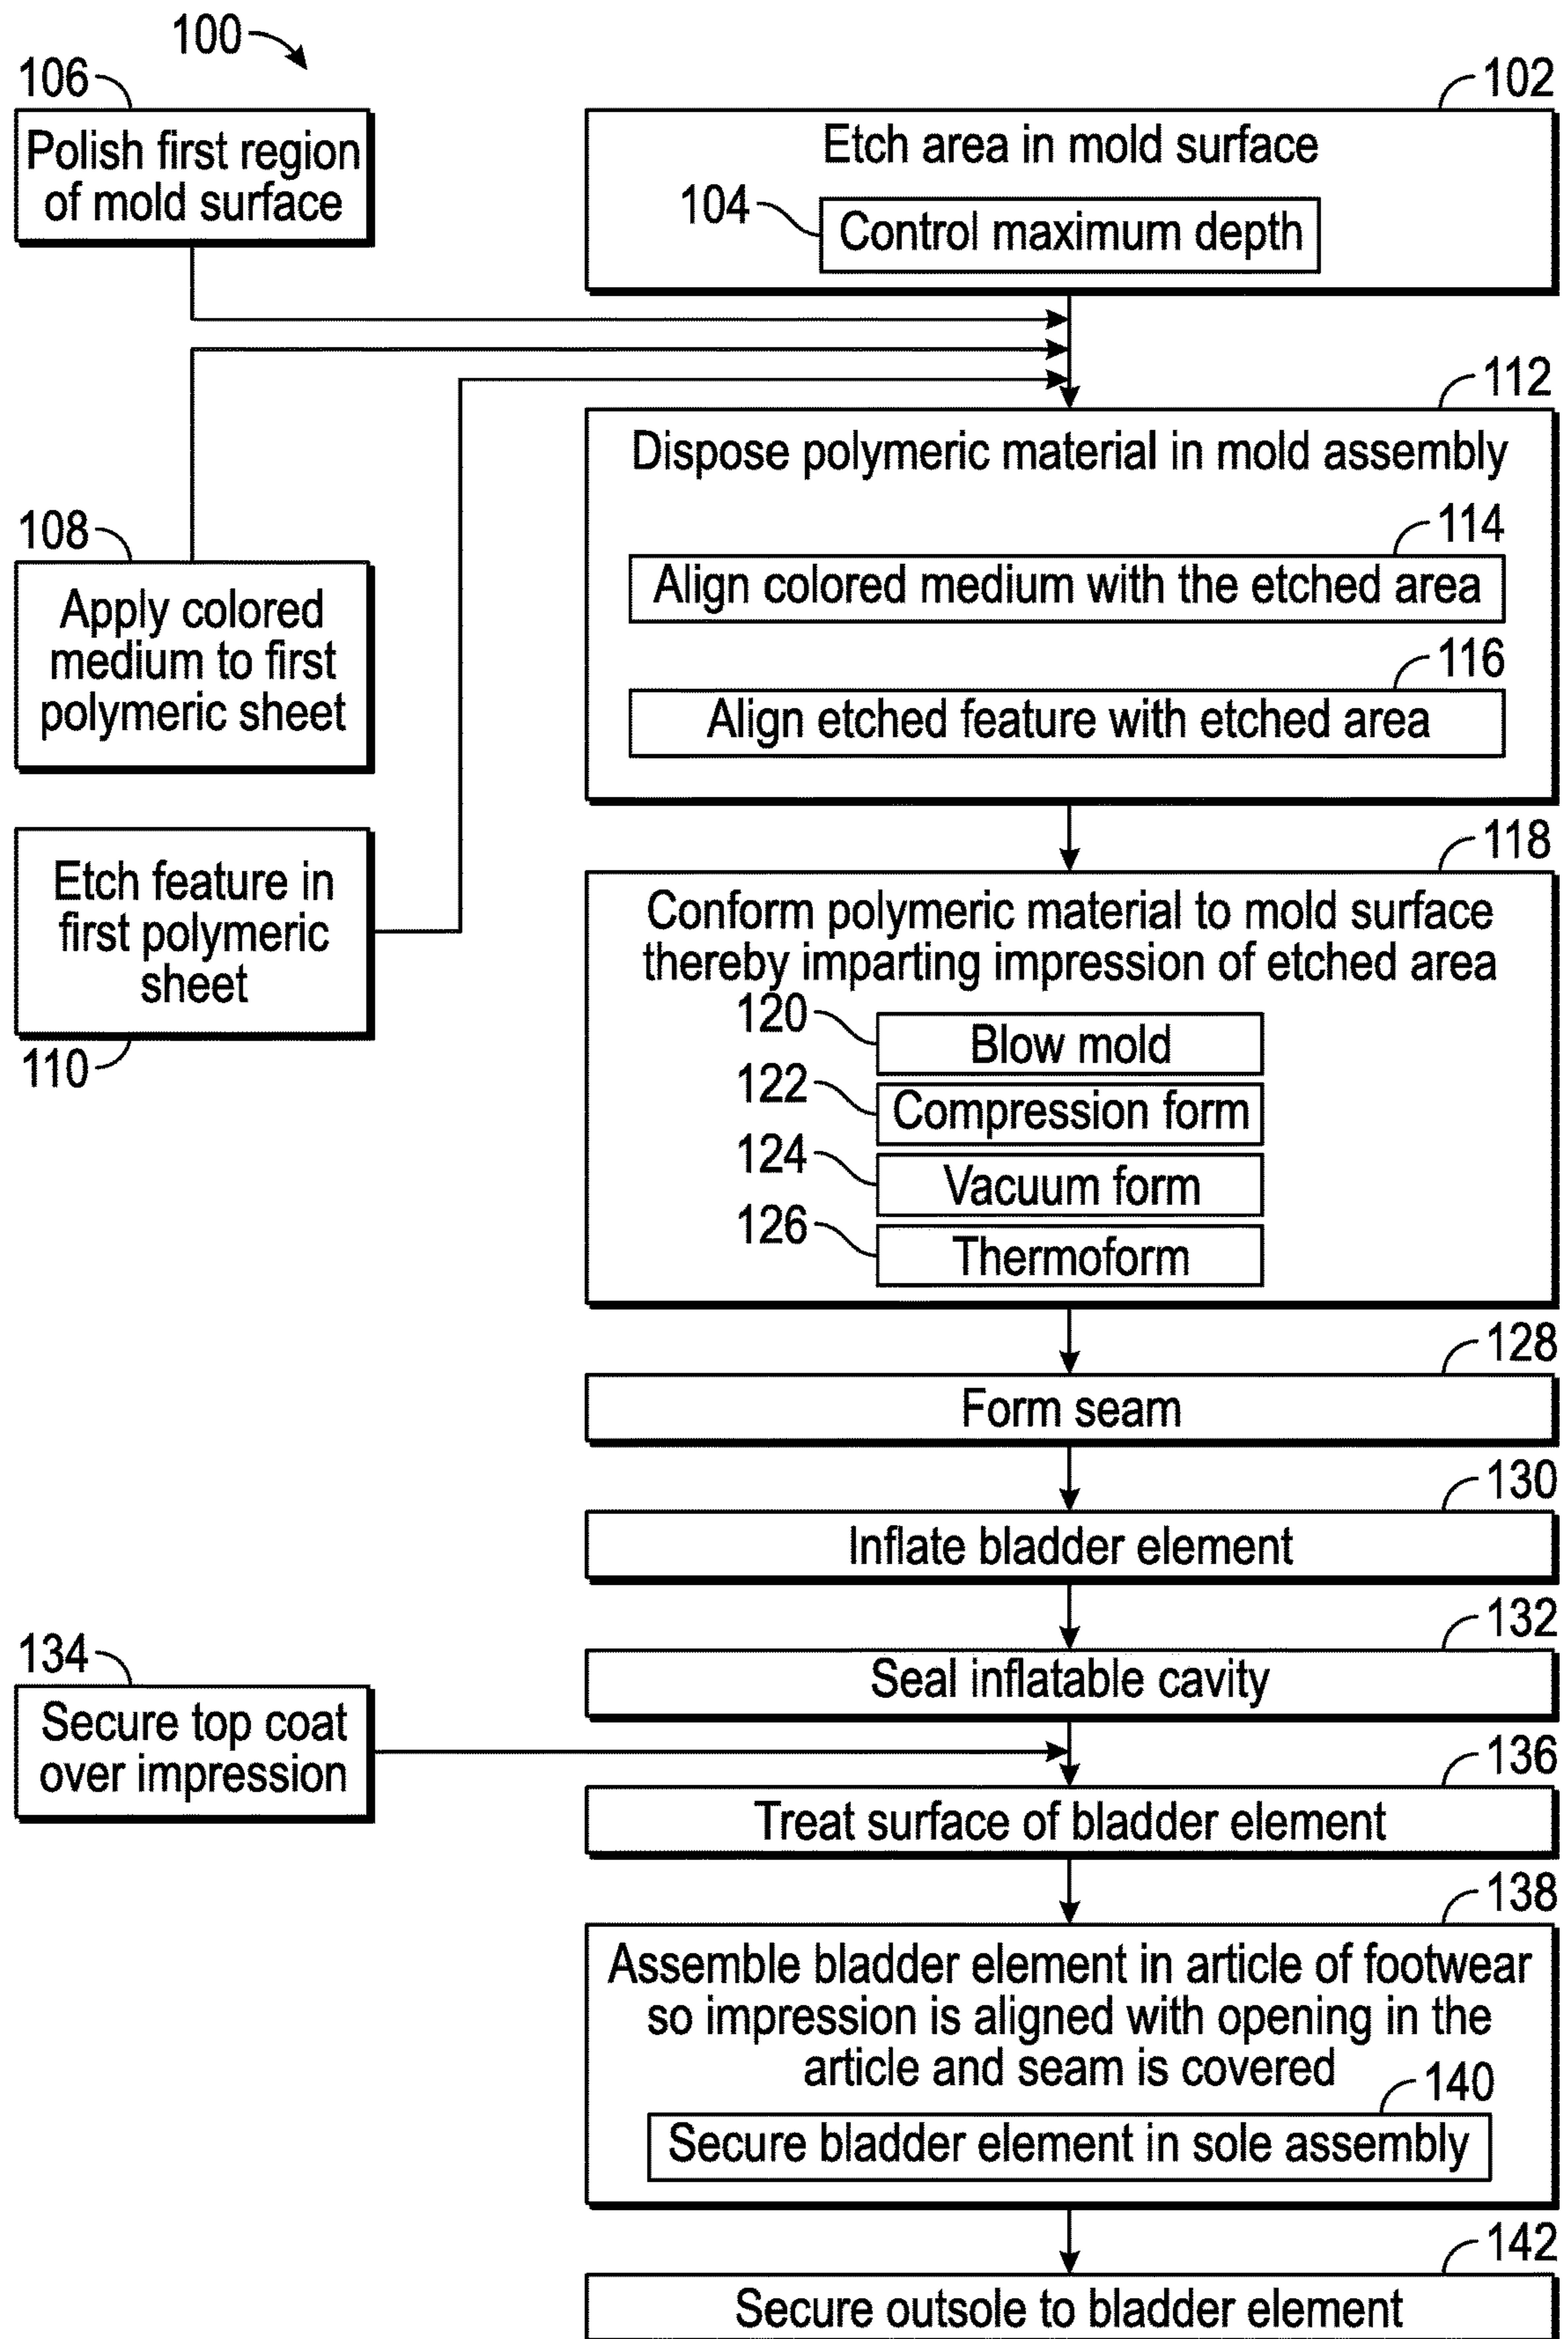 100
106
Polish first region
of mold surface
102
Etch area in mold surface
104
Control maximum depth
108
Apply colored
medium to first
polymeric sheet
112
Dispose polymeric material in mold assembly
114
Align colored medium with the etched area
116
Align etched feature with etched area
Etch feature in
first polymeric
sheet
110
118
Conform polymeric material to mold surface
thereby imparting impression of etched area
120
Blow mold
122
Compression form
124
Vacuum form
126
Thermoform
128
Form seam
130
Inflate bladder element
132
Seal inflatable cavity
134
Secure top coat
over impression
136
Treat surface of bladder element
138
Assemble bladder element in article of footwear
so impression is aligned with opening in the
article and seam is covered
140
Secure bladder element in sole assembly
142
Secure outsole to bladder element